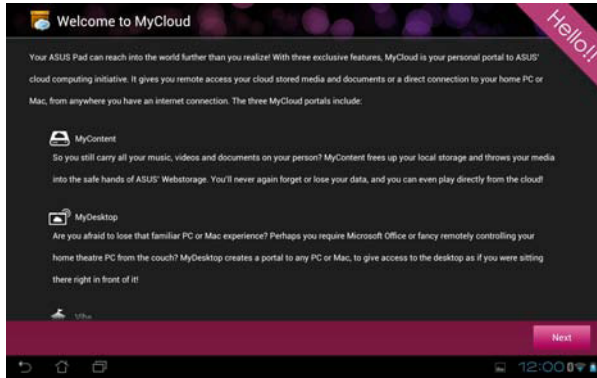 Welcome to MyCloud
Hello!!
Your ASUS Pad can reach into the world further than you realize! With three exclusive features, MyCloud is your personal portal to ASUS'
cloud computing initiative. It gives you remote access your cloud stored media and documents or a direct connection to your home PC or
Mac, from anywhere you have an internet connection. The three MyCloud portals include:
MyContent
So you still carry all your music, videos and documents on your person? MyContent frees up your local storage and throws your media
into the safe hands of ASUS' Webstorage. You'll never again forget or lose your data, and you can even play directly from the cloud!
MyDesktop
Are you afraid to lose that familiar PC or Mac experience? Perhaps you require Microsoft Office or fancy remotely controlling your
home theatre PC from the couch? MyDesktop creates a portal to any PC or Mac, to give access to the desktop as if you were sitting
there right in front of it!
Vibe
Next
12:00